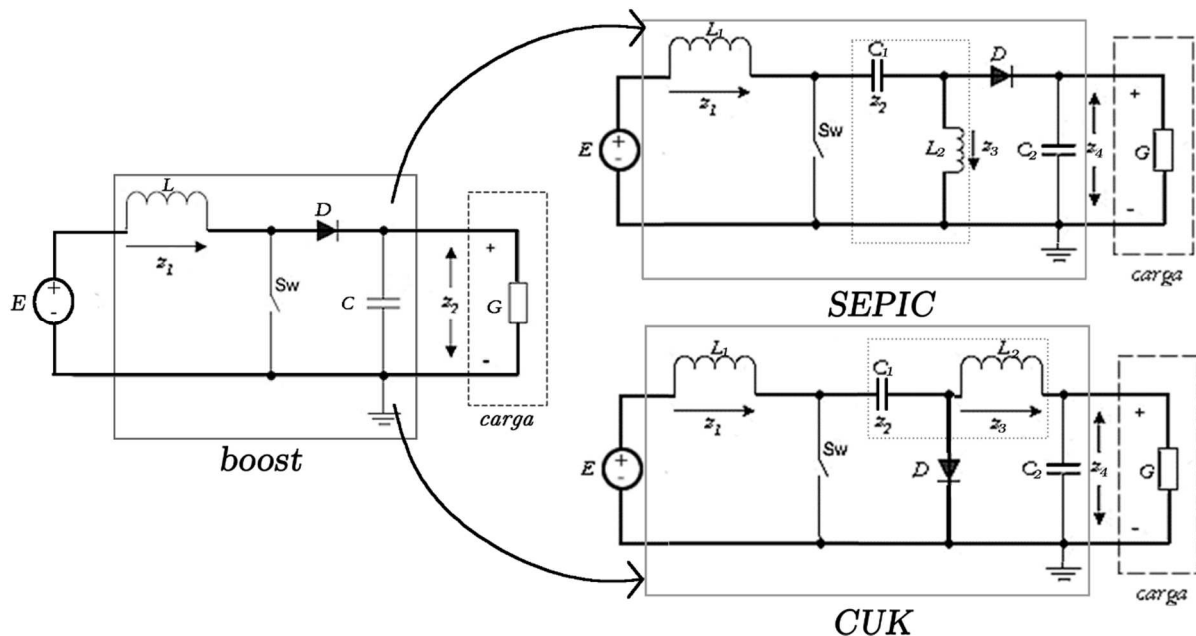 L
z1
E
+
-
Sw
D
C
z2
+
-
G
carga
boost
L1
z1
E
+
-
Sw
C1
z2
L2
z3
D
C2
z4
+
-
G
carga
SEPIC
L1
z1
E
+
-
Sw
C1
z2
D
L2
z3
C2
z4
+
-
G
carga
CUK